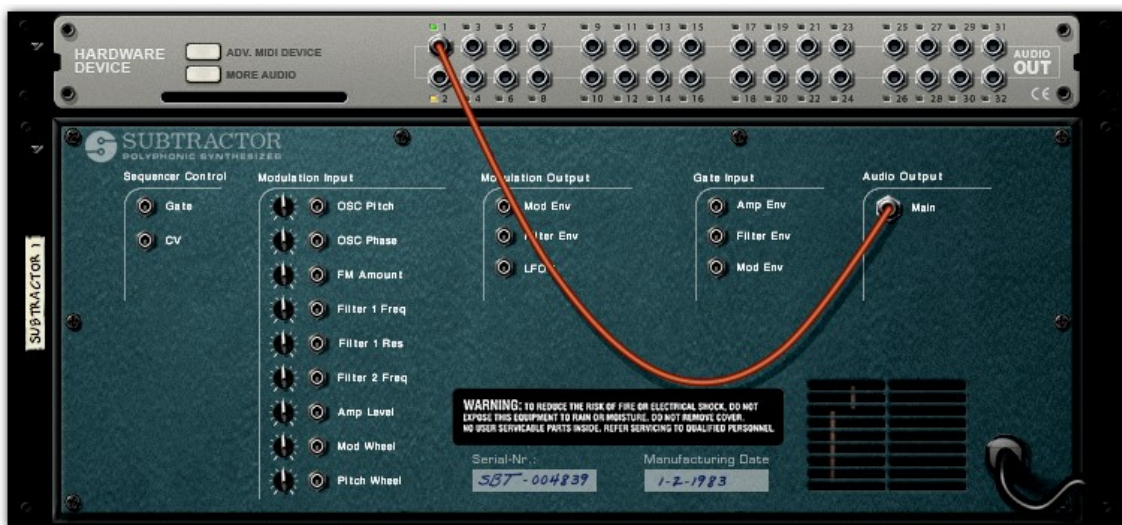 1 3 5 7 9 11 13 15 17 19 21 23 25 27 29 31
HARDWARE
DEVICE
ADV. MIDI DEVICE
MORE AUDIO
AUDIO
OUT
CE
2 4 6 8 10 12 14 16 18 20 22 24 26 28 30 32
SUBTRACTOR
POLYPHONIC SYNTHESIZER
Sequencer Control
Gate
CV
Modulation Input
OSC Pitch
OSC Phase
FM Amount
Filter 1 Freq
Filter 1 Res
Filter 2 Freq
Amp Level
Mod Wheel
Pitch Wheel
Modulation Output
Mod Env
Filter Env
Gate Input
Amp Env
Filter Env
Mod Env
Audio Output
Main
SUBTRACTOR 1
WARNING: TO REDUCE THE RISK OF FIRE OR ELECTRICAL SHOCK, DO NOT
EXPOSE THIS EQUIPMENT TO RAIN OR MOISTURE. DO NOT REMOVE COVER.
NO USER SERVICABLE PARTS INSIDE. REFER SERVICING TO QUALIFIED PERSONNEL
Serial-Nr.:
SBT-004839
Manufacturing Date
1-2-1983